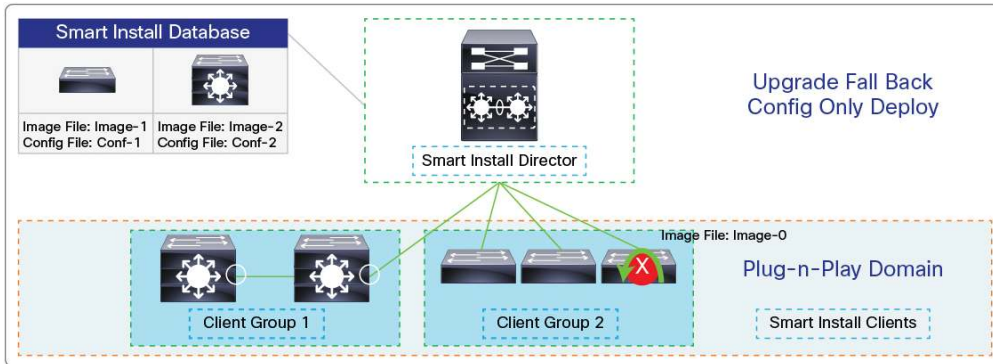 Smart Install Database
Image File: Image-1
Config File: Conf-1
Image File: Image-2
Config File: Conf-2
Smart Install Director
Upgrade Fall Back
Config Only Deploy
Image File: Image-0
X
Client Group 1
Client Group 2
Plug-n-Play Domain
Smart Install Clients